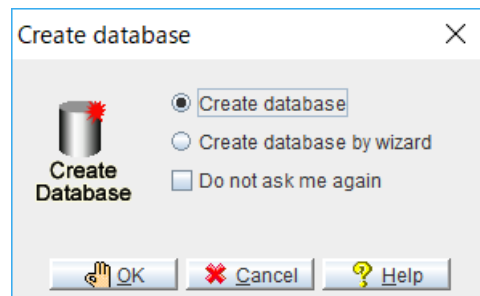 Create database
Create database
Create database by wizard
Do not ask me again
Create
Database
OK
Cancel
Help